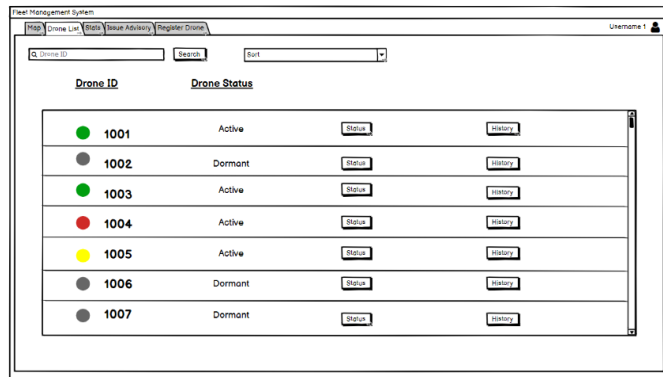 Fleet Management System
Map Drone List Stats Issue Advisory Register Drone Username 1
Drone ID Search Sort
Drone ID Drone Status
1001 Active Status History
1002 Dormant Status History
1003 Active Status History
1004 Active Status History
1005 Active Status History
1006 Dormant Status History
1007 Dormant Status History